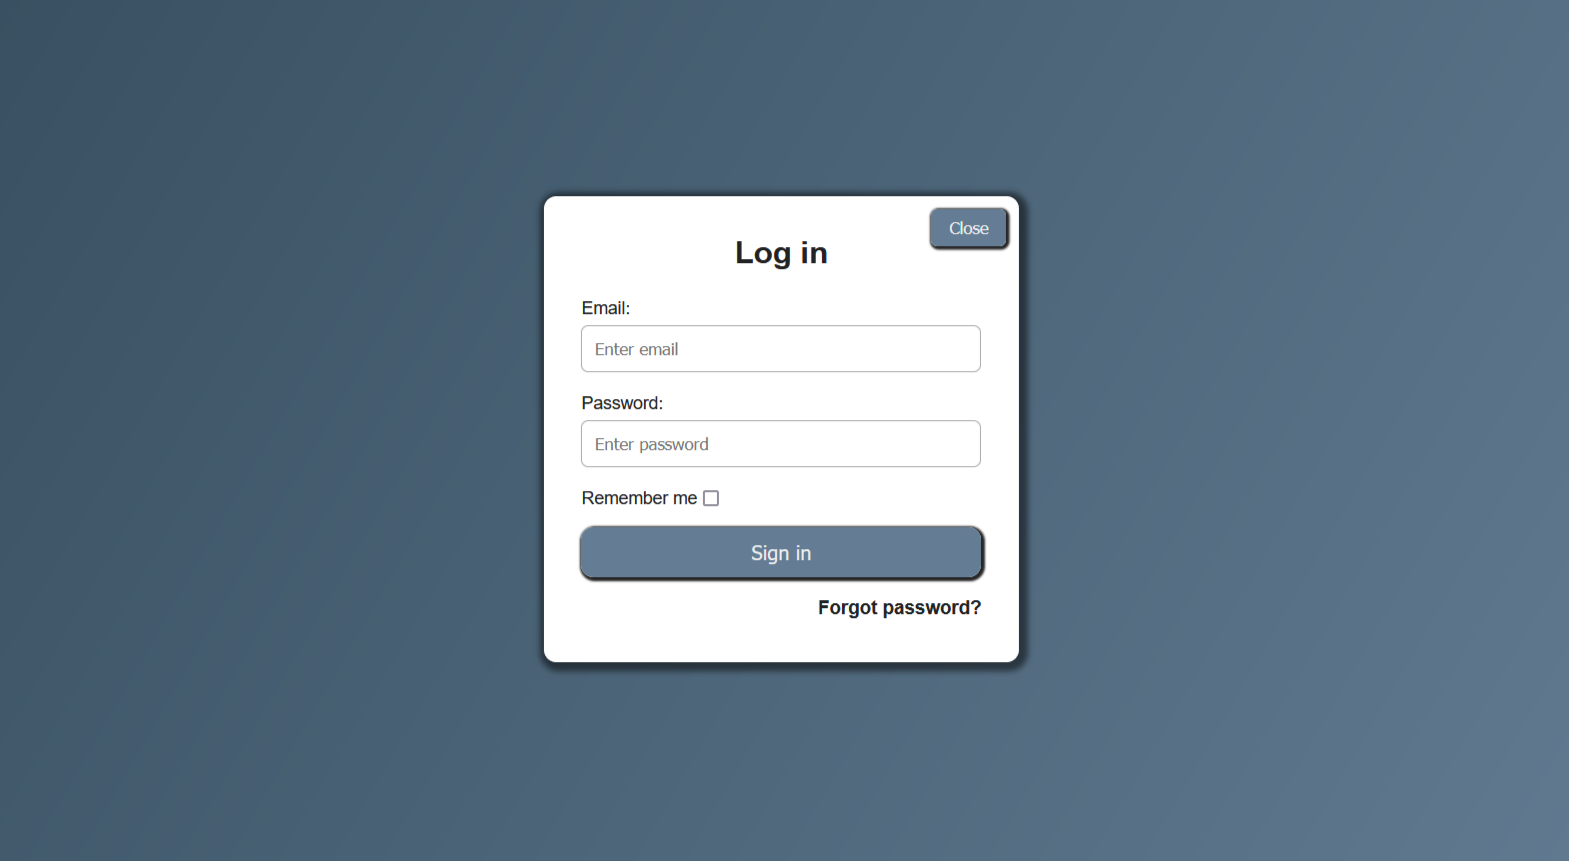 Close
Log in
Email:
Enter email
Password:
Enter password
Remember me
Sign in
Forgot password?